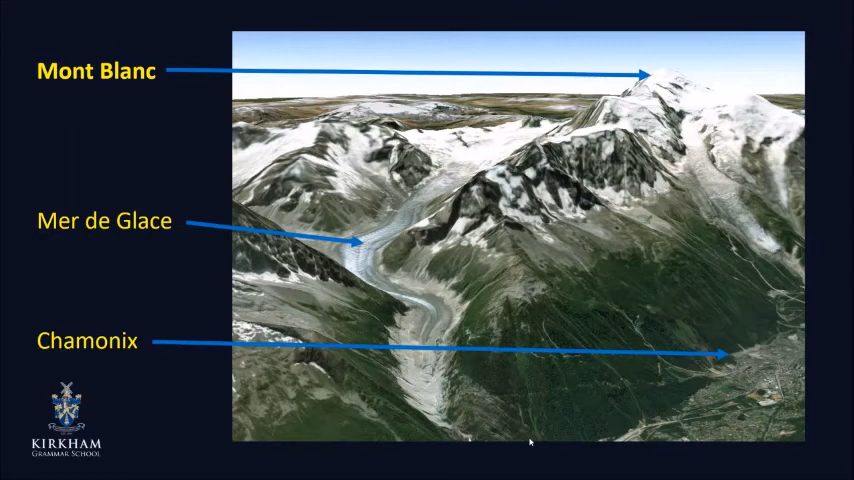 Mont Blanc
Mer de Glace
Chamonix
KIRKHAM
GRAMMAR SCHOOL